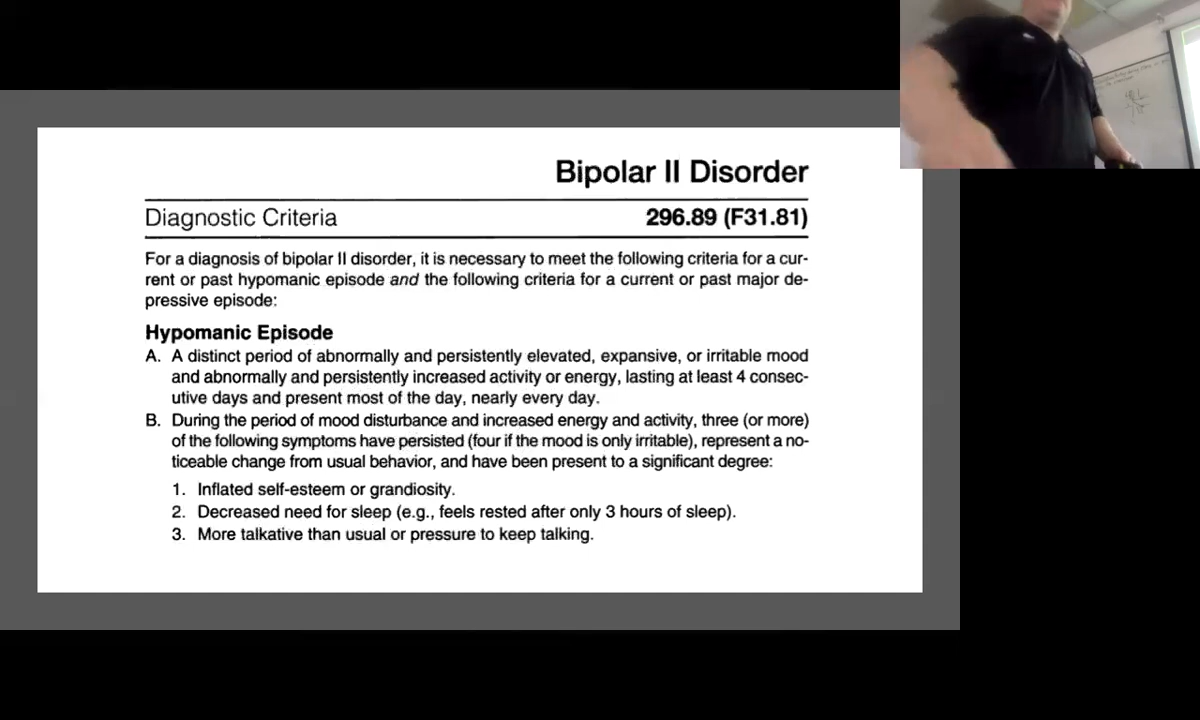 Bipolar II Disorder
Diagnostic Criteria 296.89 (F31.81)
For a diagnosis of bipolar II disorder, it is necessary to meet the following criteria for a cur-
rent or past hypomanic episode and the following criteria for a current or past major de-
pressive episode:
Hypomanic Episode
A. A distinct period of abnormally and persistently elevated, expansive, or irritable mood
and abnormally and persistently increased activity or energy, lasting at least 4 consec-
utive days and present most of the day, nearly every day.
B. During the period of mood disturbance and increased energy and activity, three (or more)
of the following symptoms have persisted (four if the mood is only irritable), represent a no-
ticeable change from usual behavior, and have been present to a significant degree:
1. Inflated self-esteem or grandiosity.
2. Decreased need for sleep (e.g., feels rested after only 3 hours of sleep).
3. More talkative than usual or pressure to keep talking.